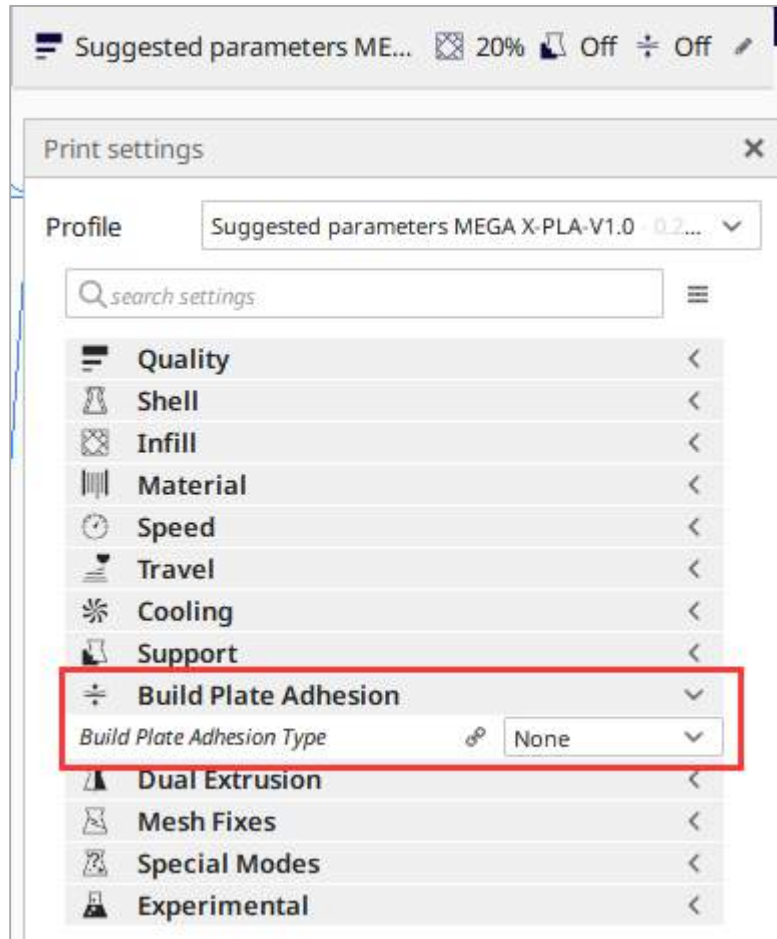 Suggested parameters ME... 20% Off Off
Print settings
Profile Suggested parameters MEGA X-PLA-V1.0 - 0.2...
search settings
Quality
Shell
Infill
Material
Speed
Travel
Cooling
Support
Build Plate Adhesion
Build Plate Adhesion Type None
Dual Extrusion
Mesh Fixes
Special Modes
Experimental